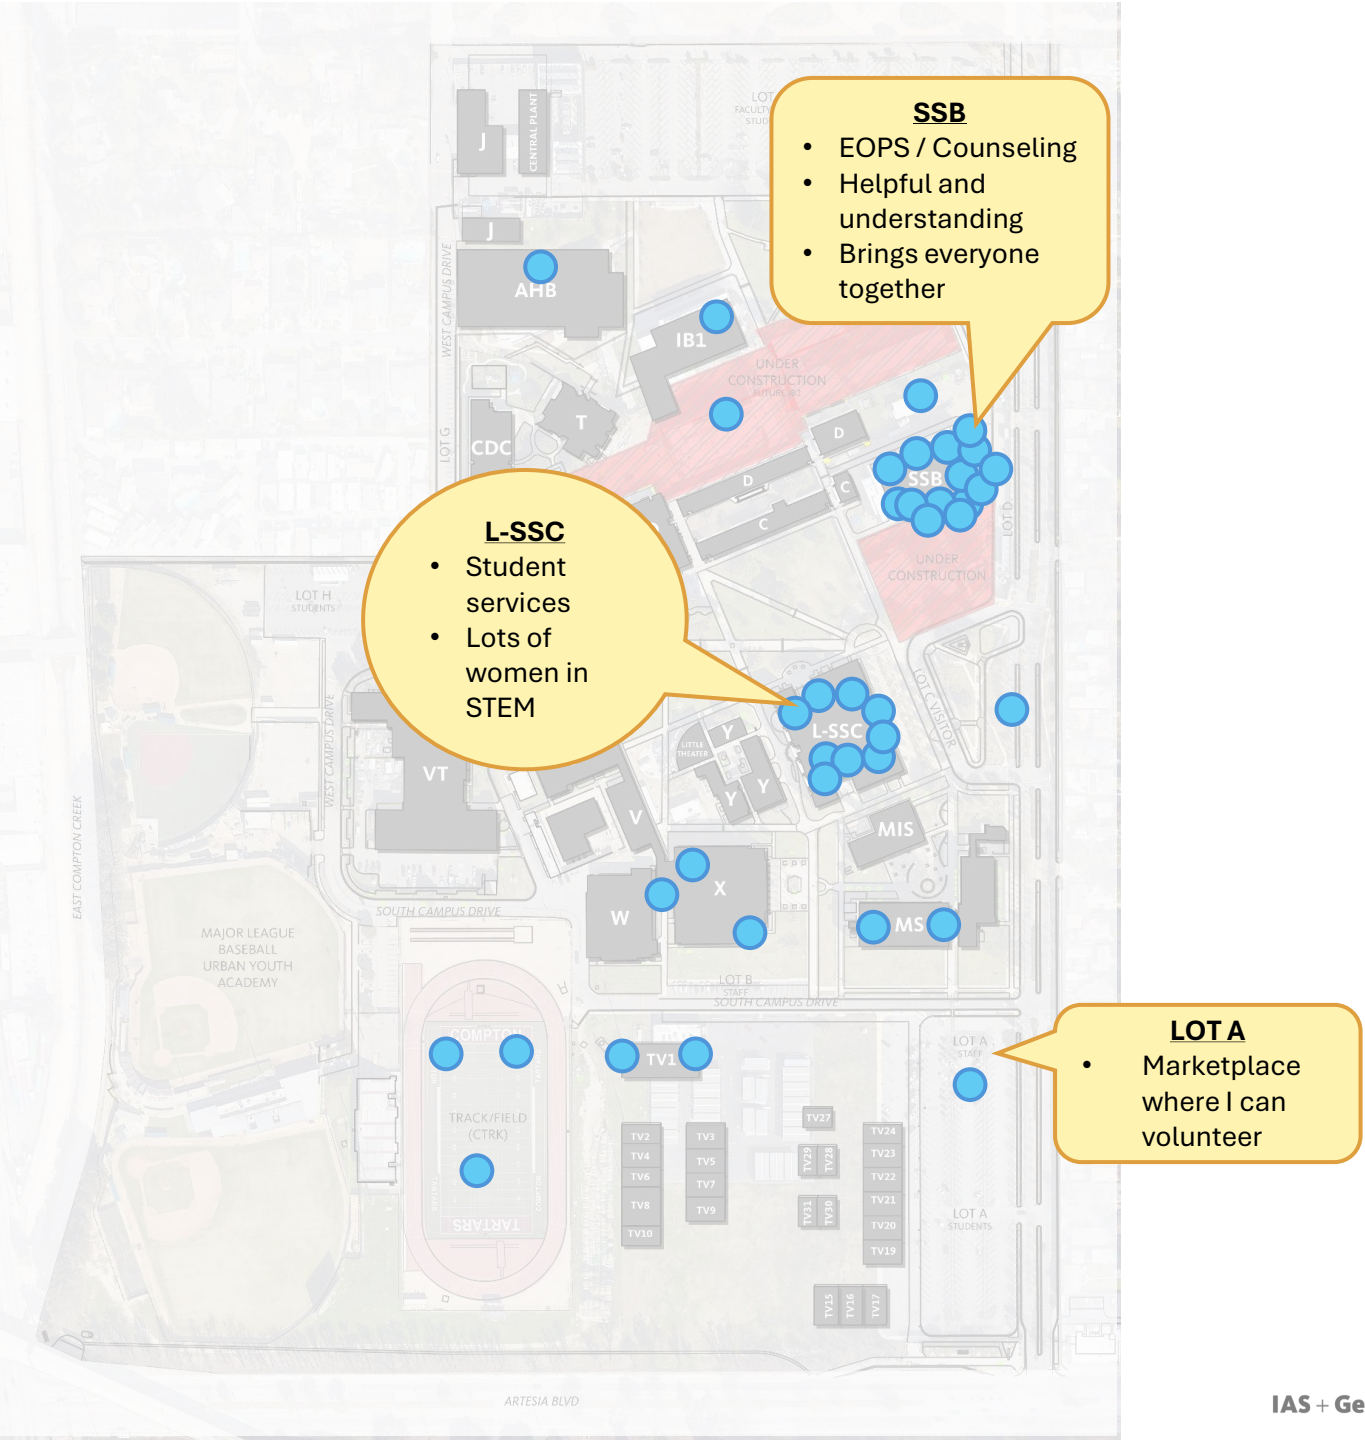 SSB
• EOPS / Counseling
• Helpful and
understanding
• Brings everyone
together
LOT
FACULTY
STUD
J
CENTRAL PLANT
J
WEST CAMPUS DRIVE
AHB
IB1
UNDER
CONSTRUCTION
T
CDC
LOT G
D
D
C
C
SSB
LOT D
UNDER
CONSTRUCTION
L-SSC
• Student
services
• Lots of
women in
STEM
LOT H
STUDENTS
WEST CAMPUS DRIVE
VT
LITTLE
THEATER
Y
Y
Y
L-SSC
LOT C VISITOR
V
MIS
EAST COMPTON CREEK
SOUTH CAMPUS DRIVE
W
X
MS
MAJOR LEAGUE
BASEBALL
URBAN YOUTH
ACADEMY
LOT B
STAFF
SOUTH CAMPUS DRIVE
LOT A
• Marketplace
where I can
volunteer
LOT A
STAFF
COMPTON
TV1
TRACK/FIELD
(CTRK)
TARTARS
TV2
TV4
TV6
TV8
TV10
TV3
TV5
TV7
TV9
TV27
TV29
TV28
TV31
TV30
TV24
TV23
TV22
TV21
TV20
TV19
TV15
TV16
TV17
LOT A
STUDENTS
ARTESIA BLVD
IAS + Ge